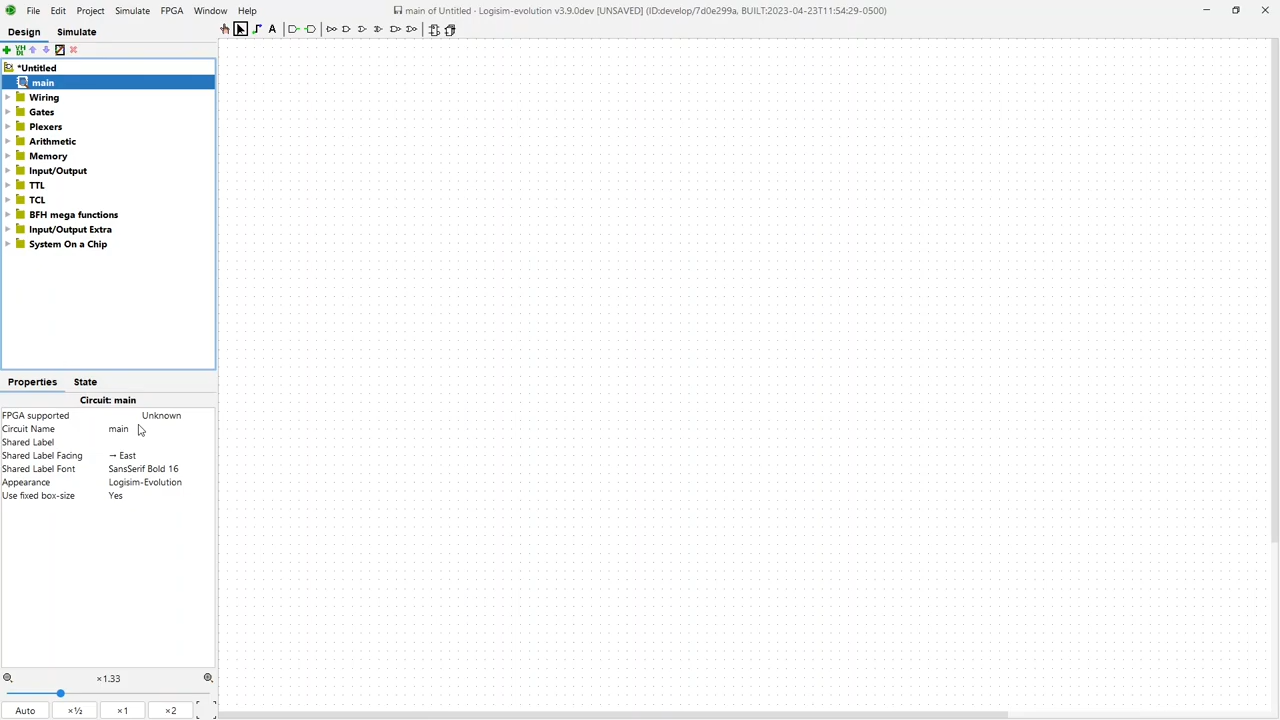 File Edit Project Simulate FPGA Window Help
main of Untitled · Logisim-evolution v3.9.0dev [UNSAVED] (ID:develop/7d0e299a, BUILT:2023-04-23T11:54:29-0500)
Design Simulate
A
VH
DL
*Untitled
main
Wiring
Gates
Plexers
Arithmetic
Memory
Input/Output
TTL
TCL
BFH mega functions
Input/Output Extra
System On a Chip
Properties State
Circuit: main
FPGA supported Unknown
Circuit Name main
Shared Label
Shared Label Facing → East
Shared Label Font SansSerif Bold 16
Appearance Logisim-Evolution
Use fixed box-size Yes
×1.33
Auto ×½ ×1 ×2